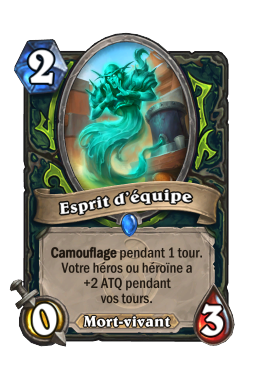 2
Esprit d'équipe
Camouflage pendant 1 tour.
Votre héros ou héroïne a
+2 ATQ pendant
vos tours.
0
Mort-vivant
3